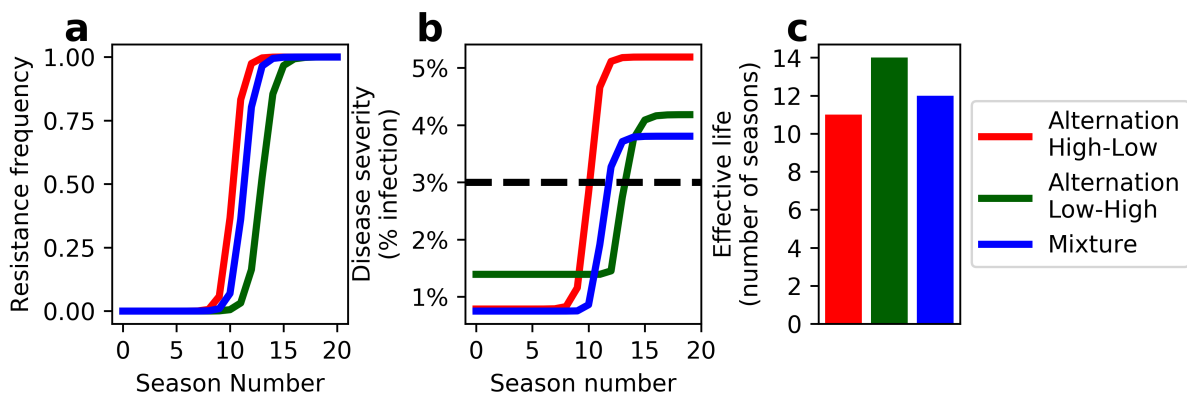 a
Resistance frequency
1.00
0.75
0.50
0.25
0.00
0 5 10 15 20
Season Number
b
Disease severity
(% infection)
5%
4%
3%
2%
1%
0 5 10 15 20
Season number
c
Effective life
(number of seasons)
14
12
10
8
6
4
2
0
Alternation
High-Low
Alternation
Low-High
Mixture